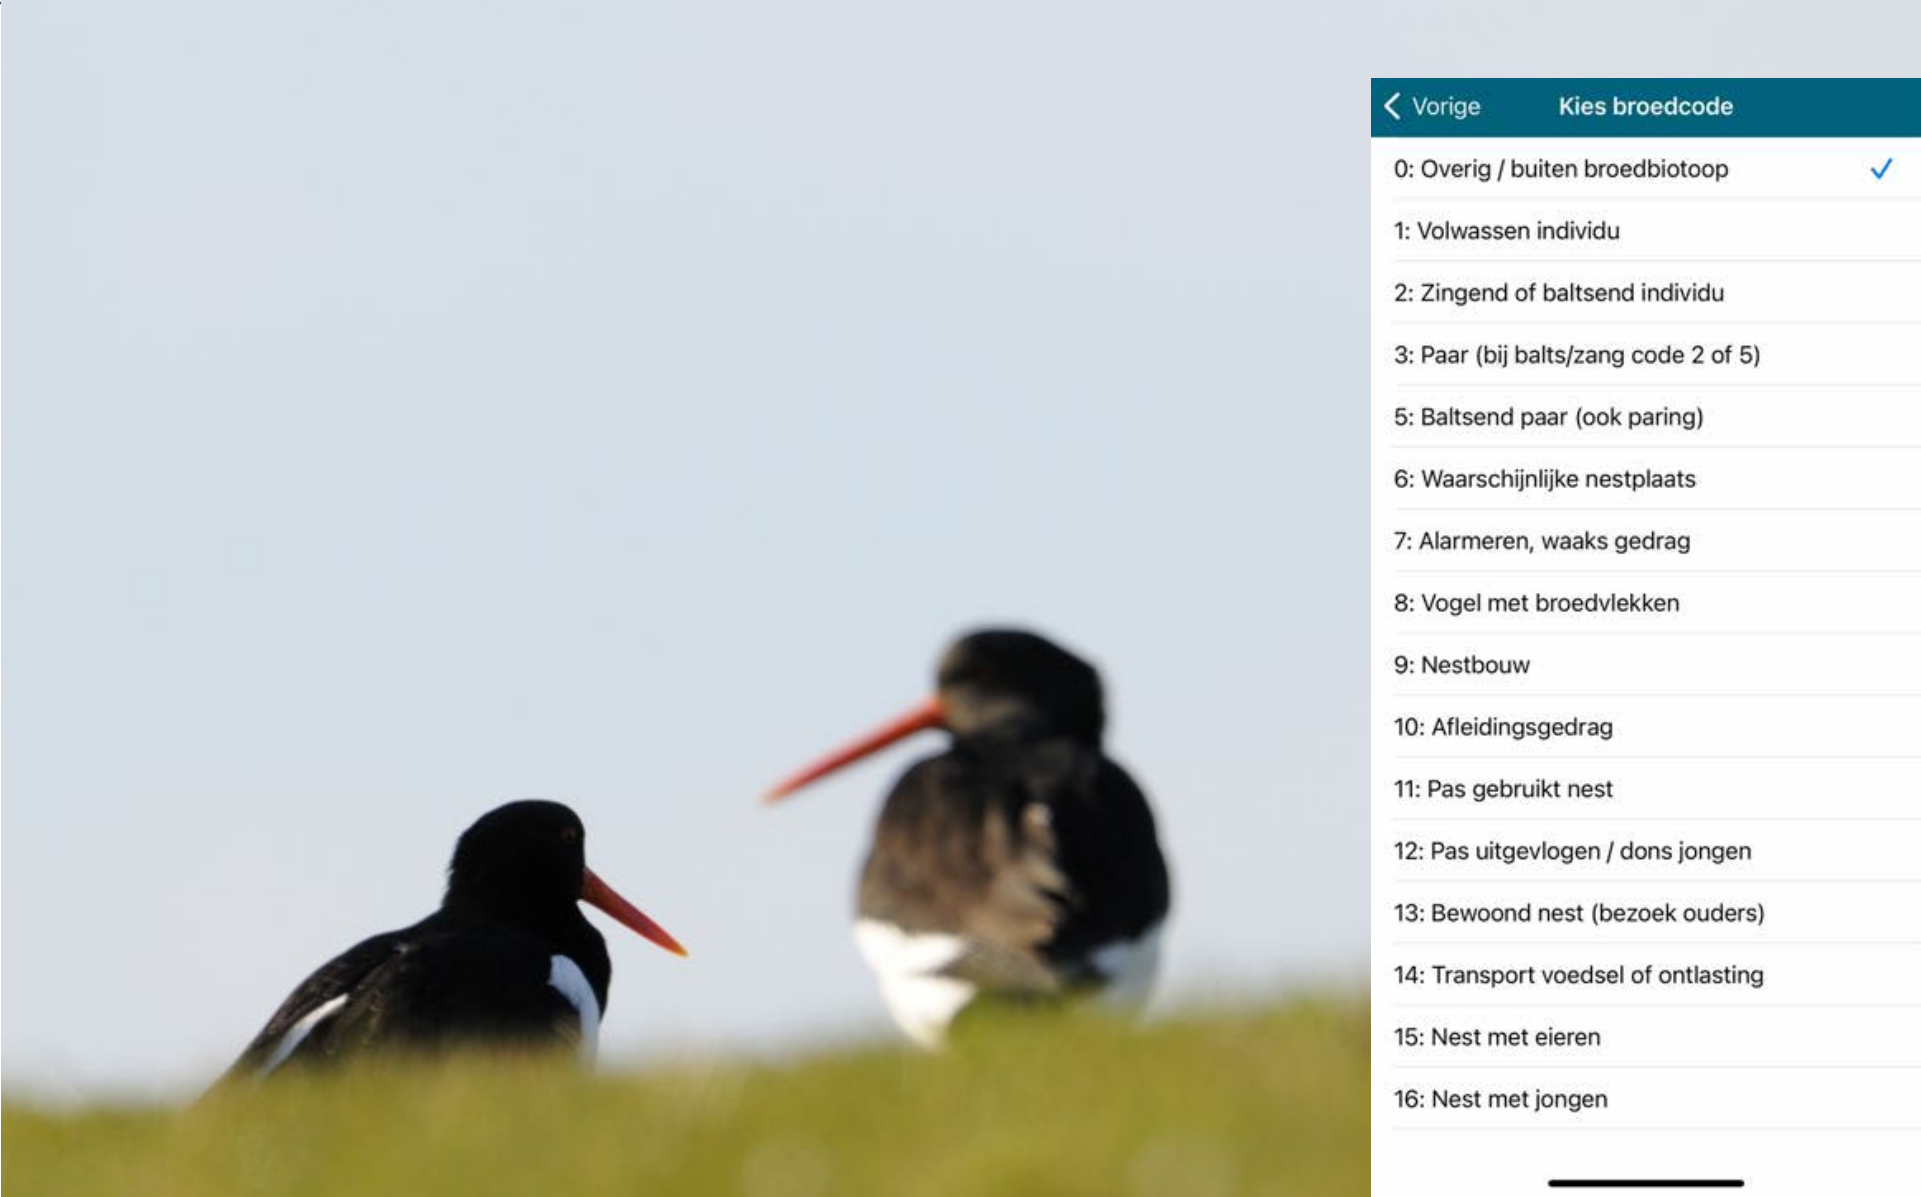 Vorige
Kies broedcode
0: Overig / buiten broedbiotoop
1: Volwassen individu
2: Zingend of baltsend individu
3: Paar (bij balts/zang code 2 of 5)
5: Baltsend paar (ook paring)
6: Waarschijnlijke nestplaats
7: Alarmeren, waaks gedrag
8: Vogel met broedvlekken
9: Nestbouw
10: Afleidingsgedrag
11: Pas gebruikt nest
12: Pas uitgevlogen / dons jongen
13: Bewoond nest (bezoek ouders)
14: Transport voedsel of ontlasting
15: Nest met eieren
16: Nest met jongen